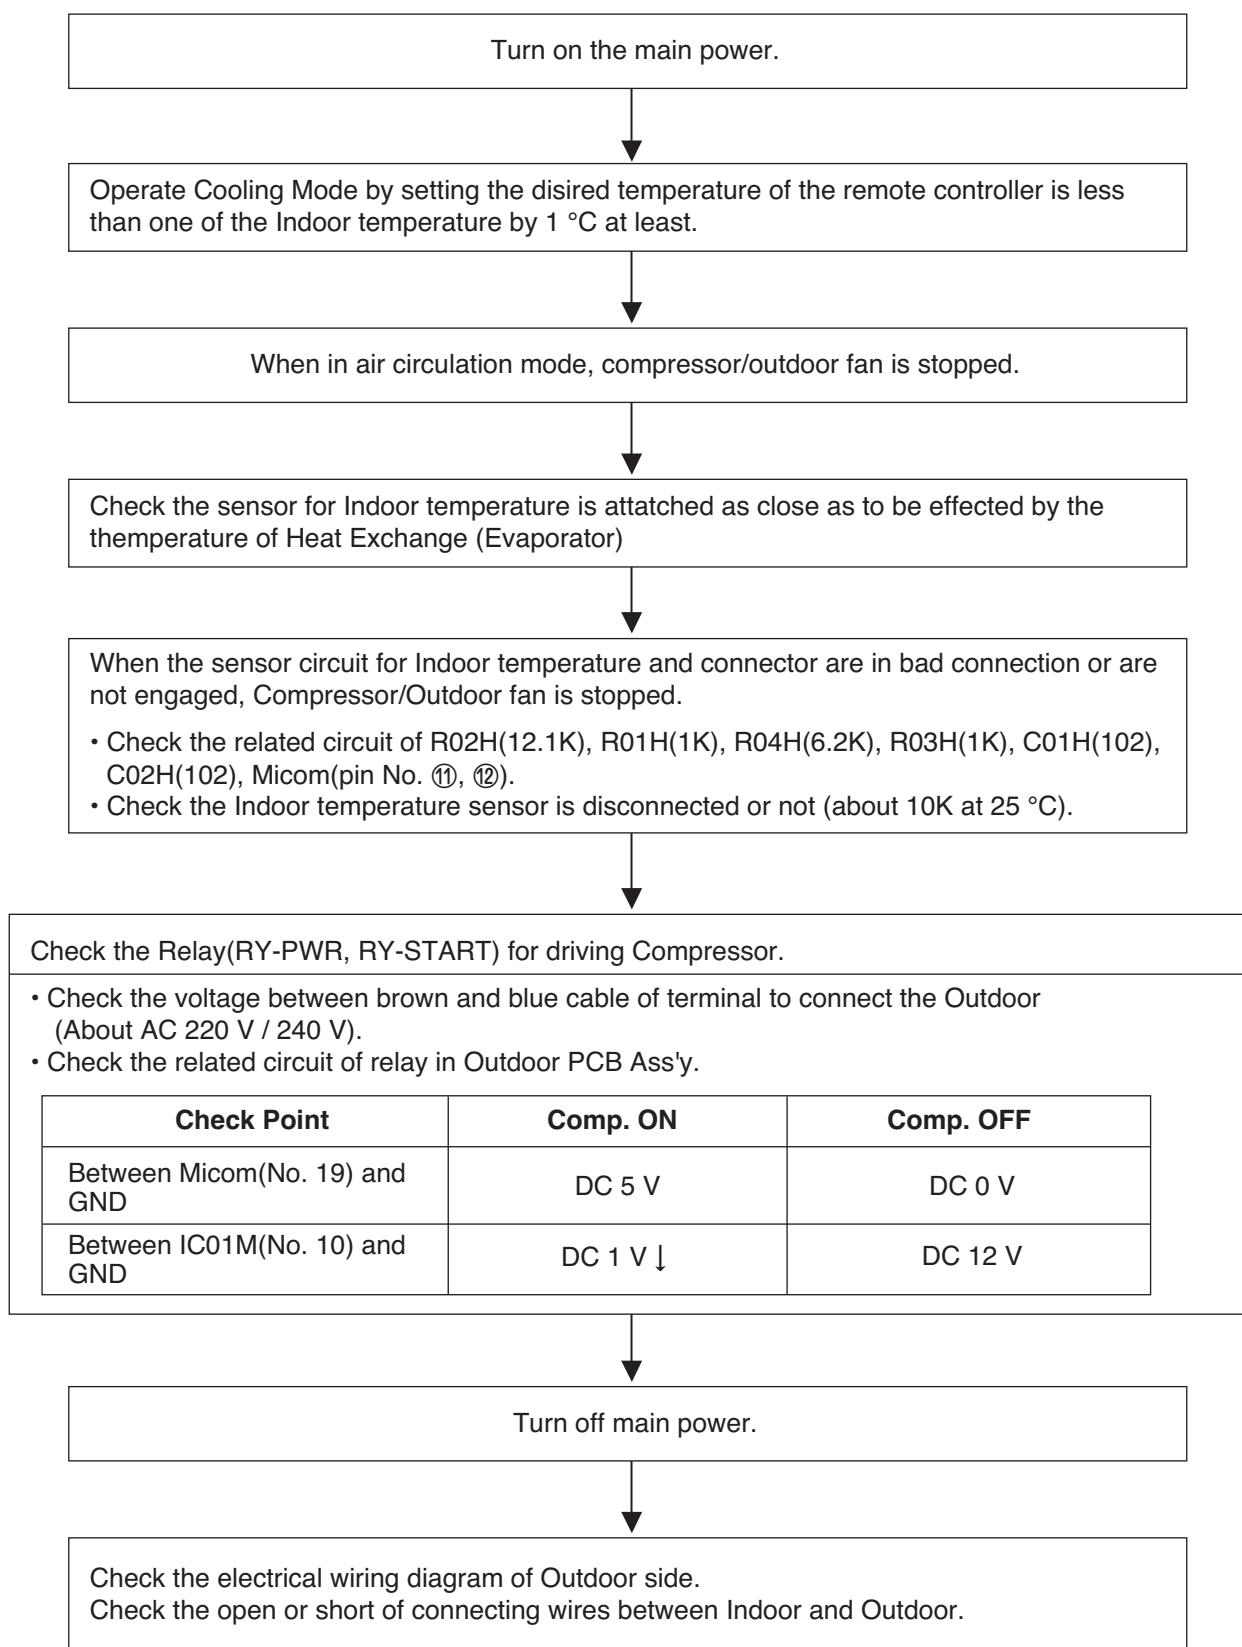 Turn on the main power.
Operate Cooling Mode by setting the disired temperature of the remote controller is less
than one of the Indoor temperature by 1 °C at least.
When in air circulation mode, compressor/outdoor fan is stopped.
Check the sensor for Indoor temperature is attatched as close as to be effected by the
themperature of Heat Exchange (Evaporator)
When the sensor circuit for Indoor temperature and connector are in bad connection or are
not engaged, Compressor/Outdoor fan is stopped.
• Check the related circuit of R02H(12.1K), R01H(1K), R04H(6.2K), R03H(1K), C01H(102),
C02H(102), Micom(pin No. ⑪, ⑫).
• Check the Indoor temperature sensor is disconnected or not (about 10K at 25 °C).
Check the Relay(RY-PWR, RY-START) for driving Compressor.
• Check the voltage between brown and blue cable of terminal to connect the Outdoor
(About AC 220 V / 240 V).
• Check the related circuit of relay in Outdoor PCB Ass'y.
Check Point Comp. ON Comp. OFF
Between Micom(No. 19) and
GND DC 5 V DC 0 V
Between IC01M(No. 10) and
GND DC 1 V ↓ DC 12 V
Turn off main power.
Check the electrical wiring diagram of Outdoor side.
Check the open or short of connecting wires between Indoor and Outdoor.